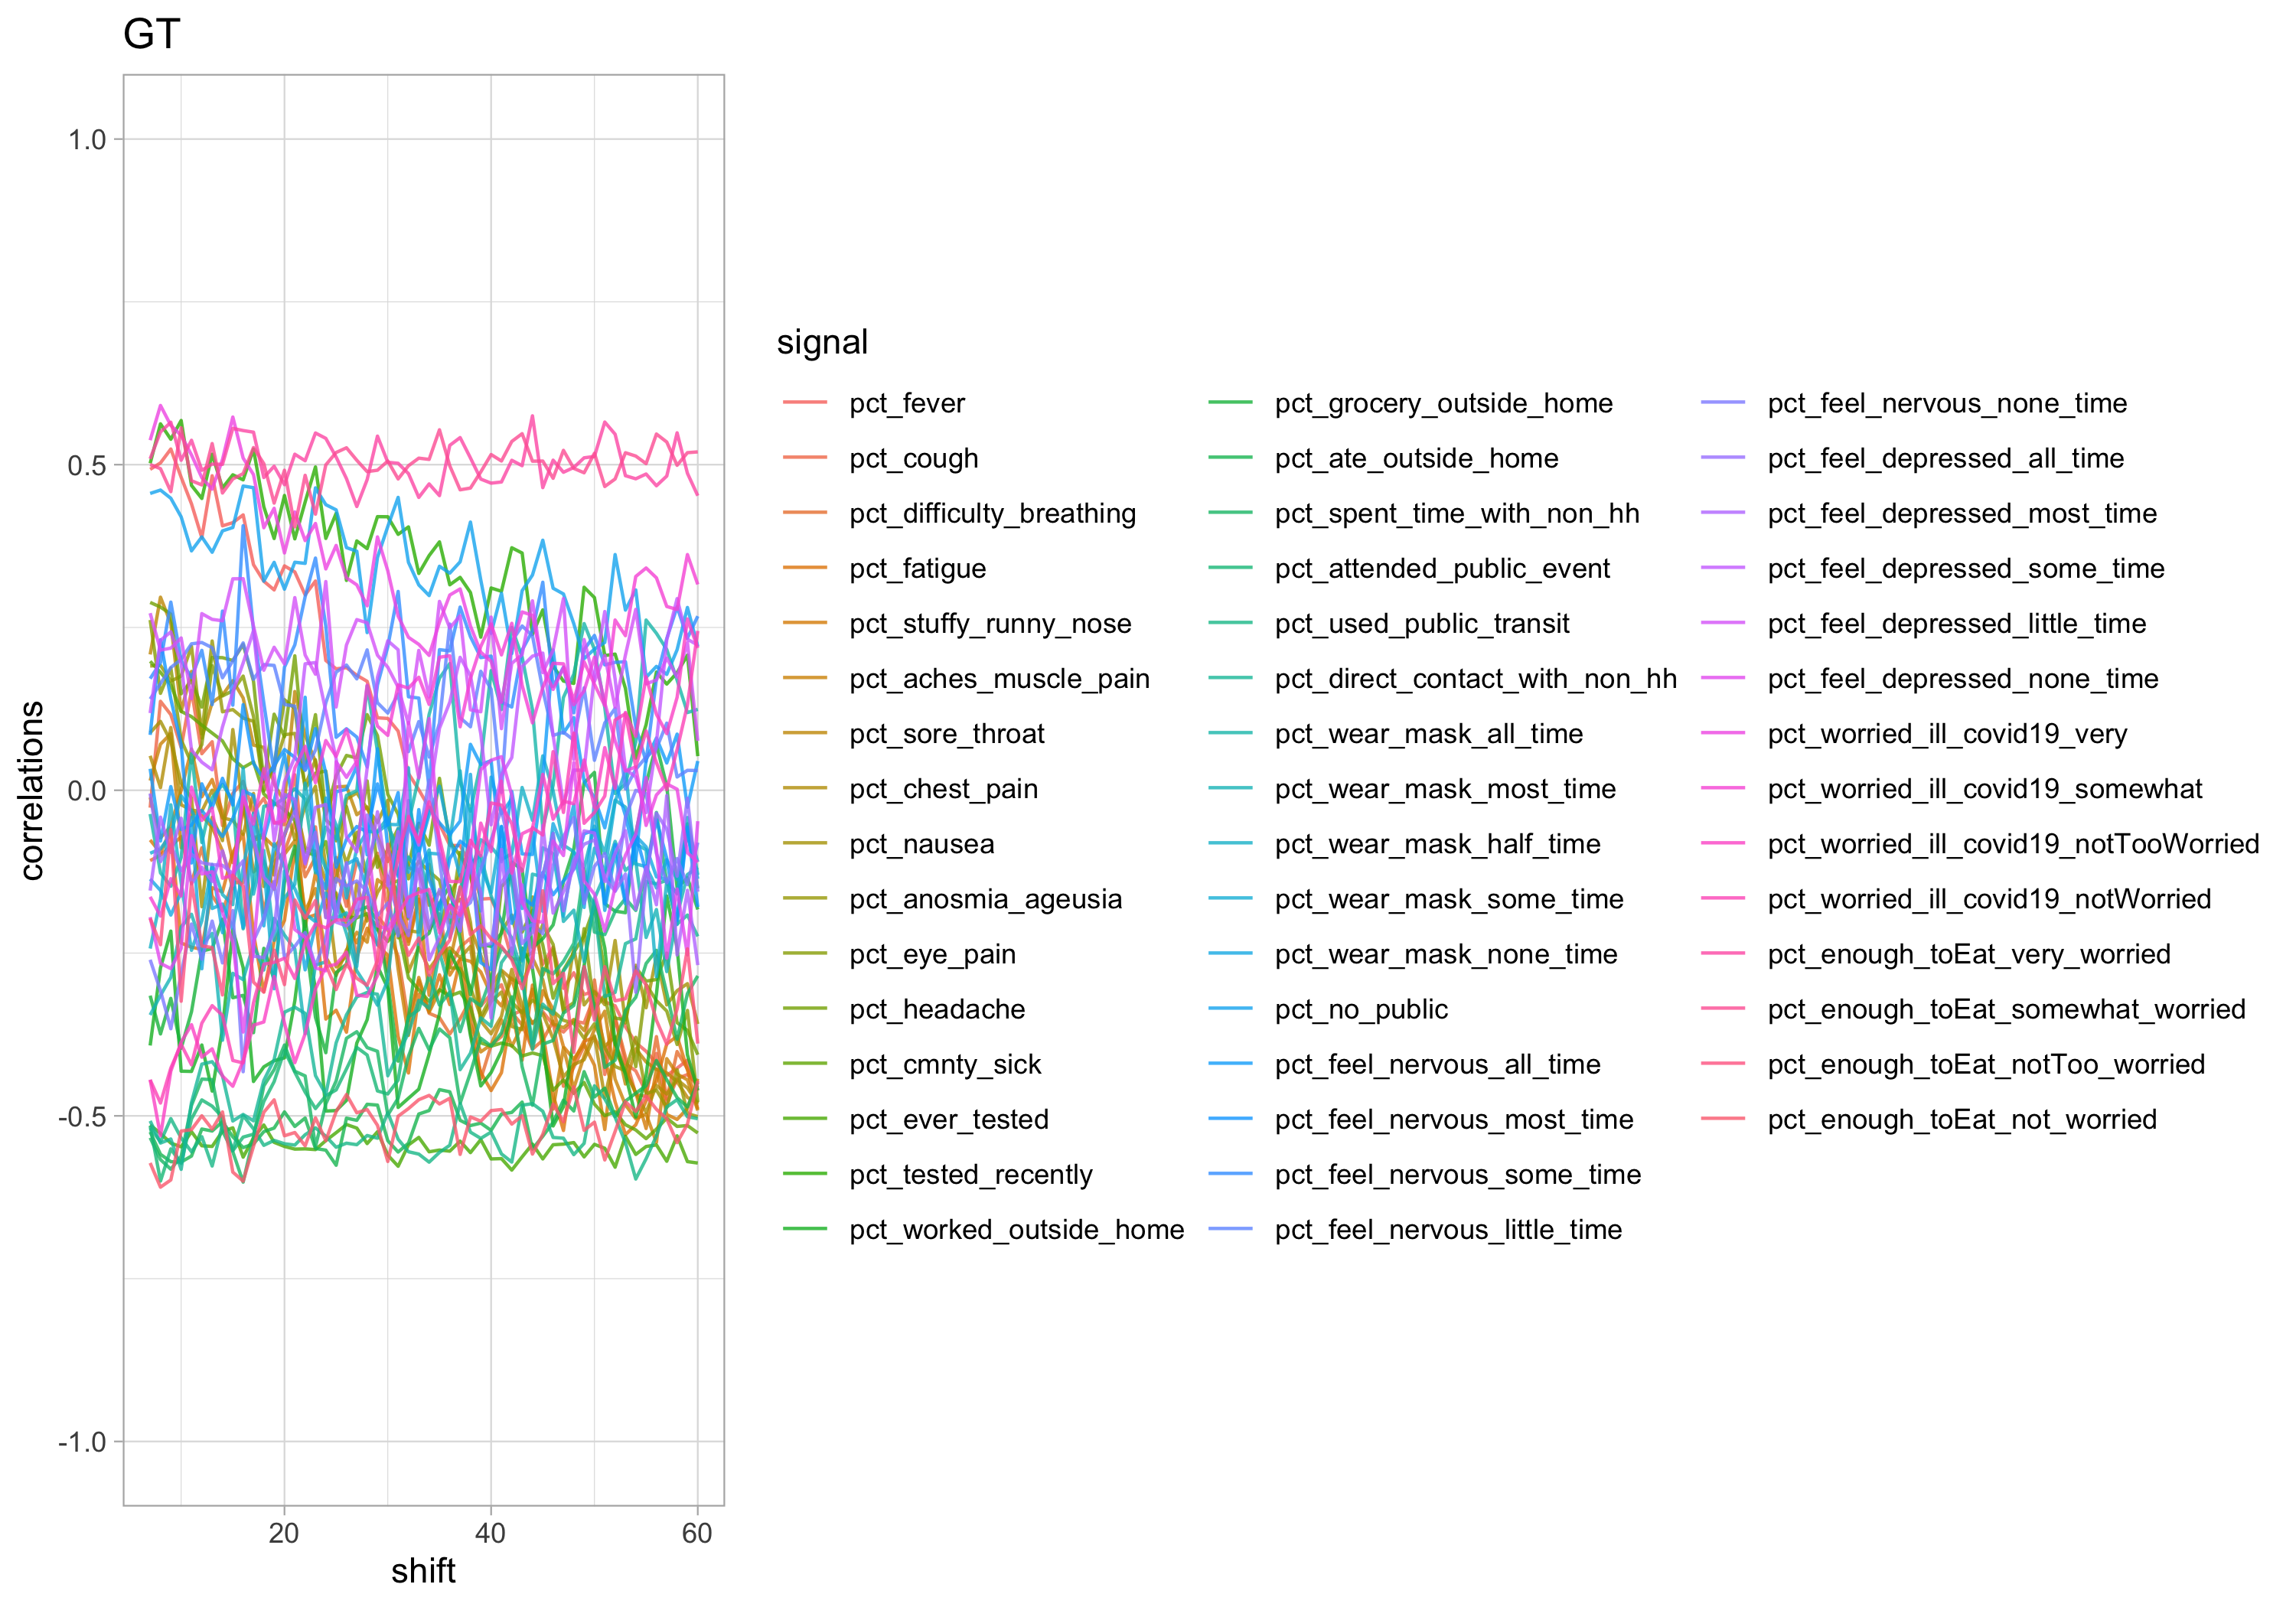 GT
1.0
0.5
0.0
-0.5
-1.0
correlations
20
40
60
shift
signal
pct_fever
pct_cough
pct_difficulty_breathing
pct_fatigue
pct_stuffy_runny_nose
pct_aches_muscle_pain
pct_sore_throat
pct_chest_pain
pct_nausea
pct_anosmia_ageusia
pct_eye_pain
pct_headache
pct_cmnty_sick
pct_ever_tested
pct_tested_recently
pct_worked_outside_home
pct_grocery_outside_home
pct_ate_outside_home
pct_spent_time_with_non_hh
pct_attended_public_event
pct_used_public_transit
pct_direct_contact_with_non_hh
pct_wear_mask_all_time
pct_wear_mask_most_time
pct_wear_mask_half_time
pct_wear_mask_some_time
pct_wear_mask_none_time
pct_no_public
pct_feel_nervous_all_time
pct_feel_nervous_most_time
pct_feel_nervous_some_time
pct_feel_nervous_little_time
pct_feel_nervous_none_time
pct_feel_depressed_all_time
pct_feel_depressed_most_time
pct_feel_depressed_some_time
pct_feel_depressed_little_time
pct_feel_depressed_none_time
pct_worried_ill_covid19_very
pct_worried_ill_covid19_somewhat
pct_worried_ill_covid19_notTooWorried
pct_worried_ill_covid19_notWorried
pct_enough_toEat_very_worried
pct_enough_toEat_somewhat_worried
pct_enough_toEat_notToo_worried
pct_enough_toEat_not_worried